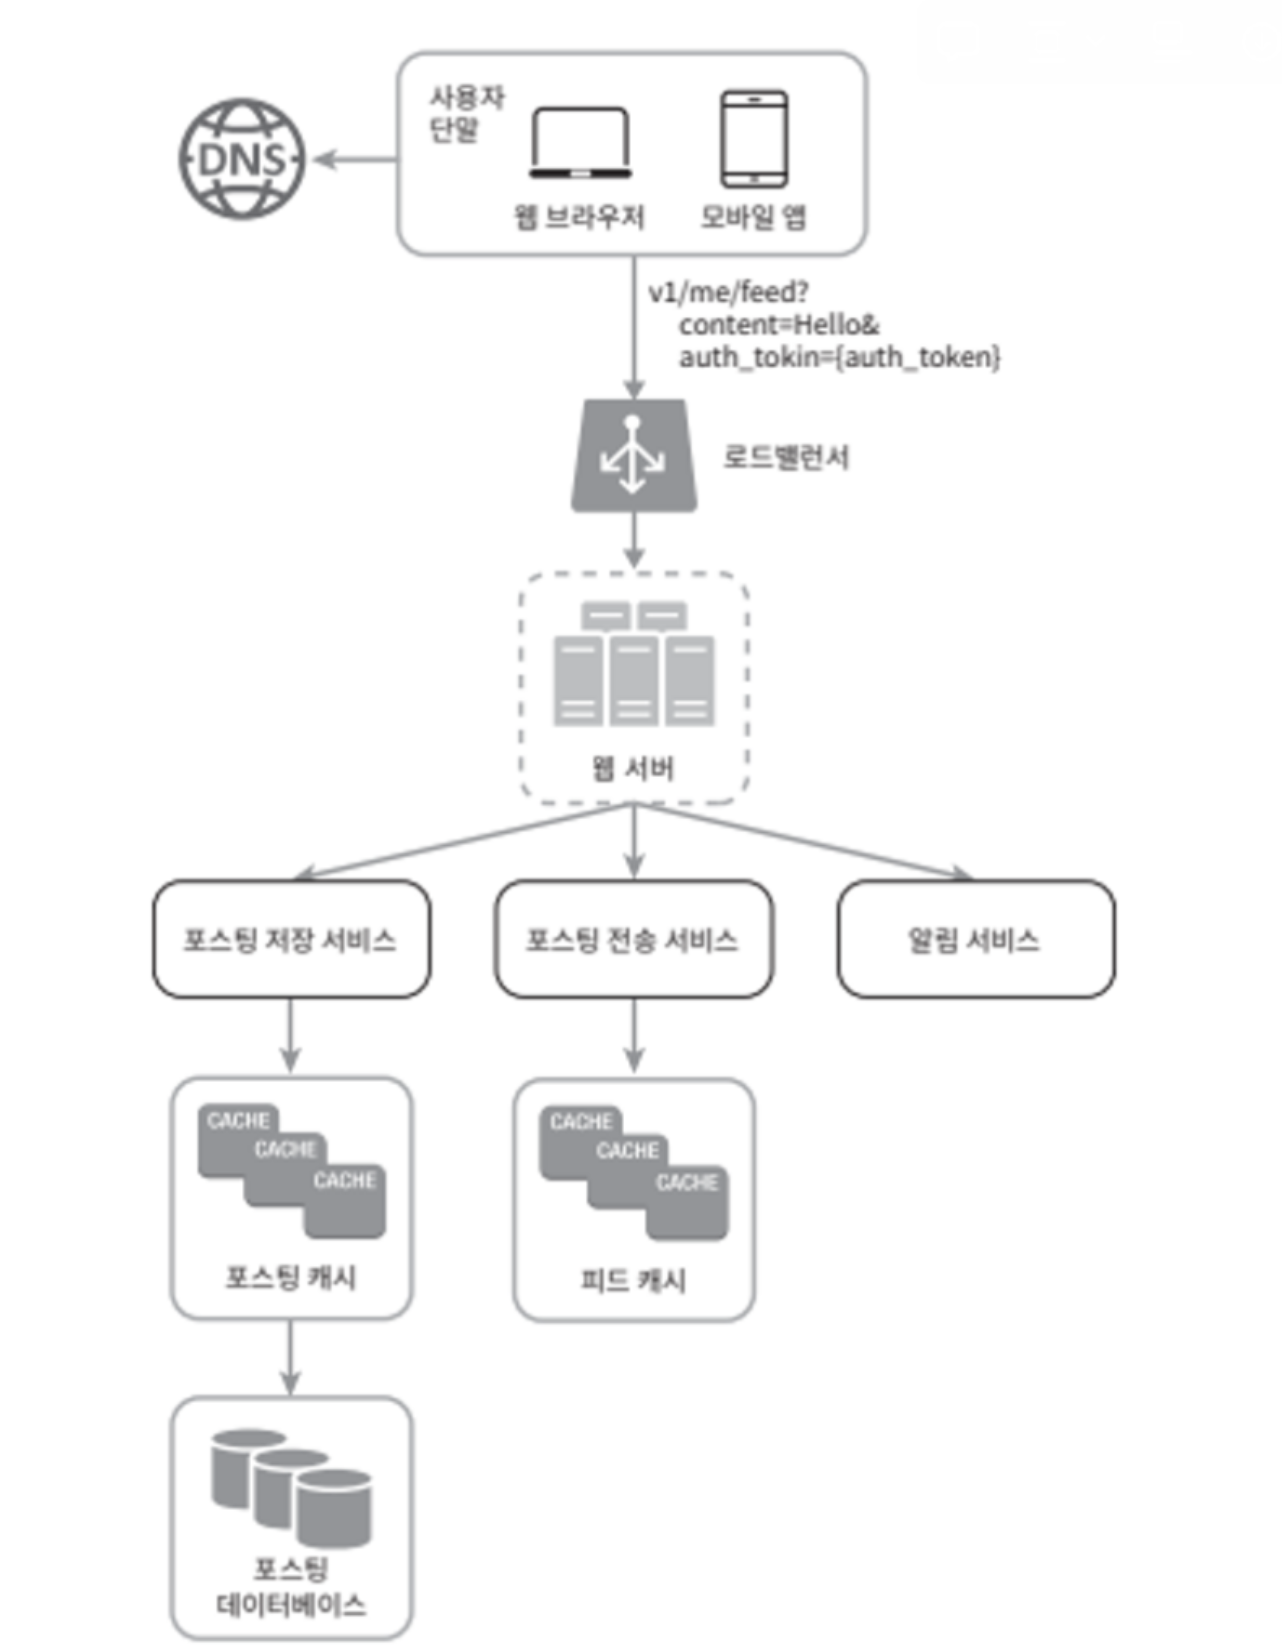 사용자
단말
DNS
웹 브라우저
모바일 앱
v1/me/feed?
content=Hello&
auth_tokin={auth_token}
로드밸런서
웹 서버
포스팅 저장 서비스
포스팅 전송 서비스
알림 서비스
CACHE
CACHE
CACHE
포스팅 캐시
CACHE
CACHE
CACHE
피드 캐시
포스팅
데이터베이스